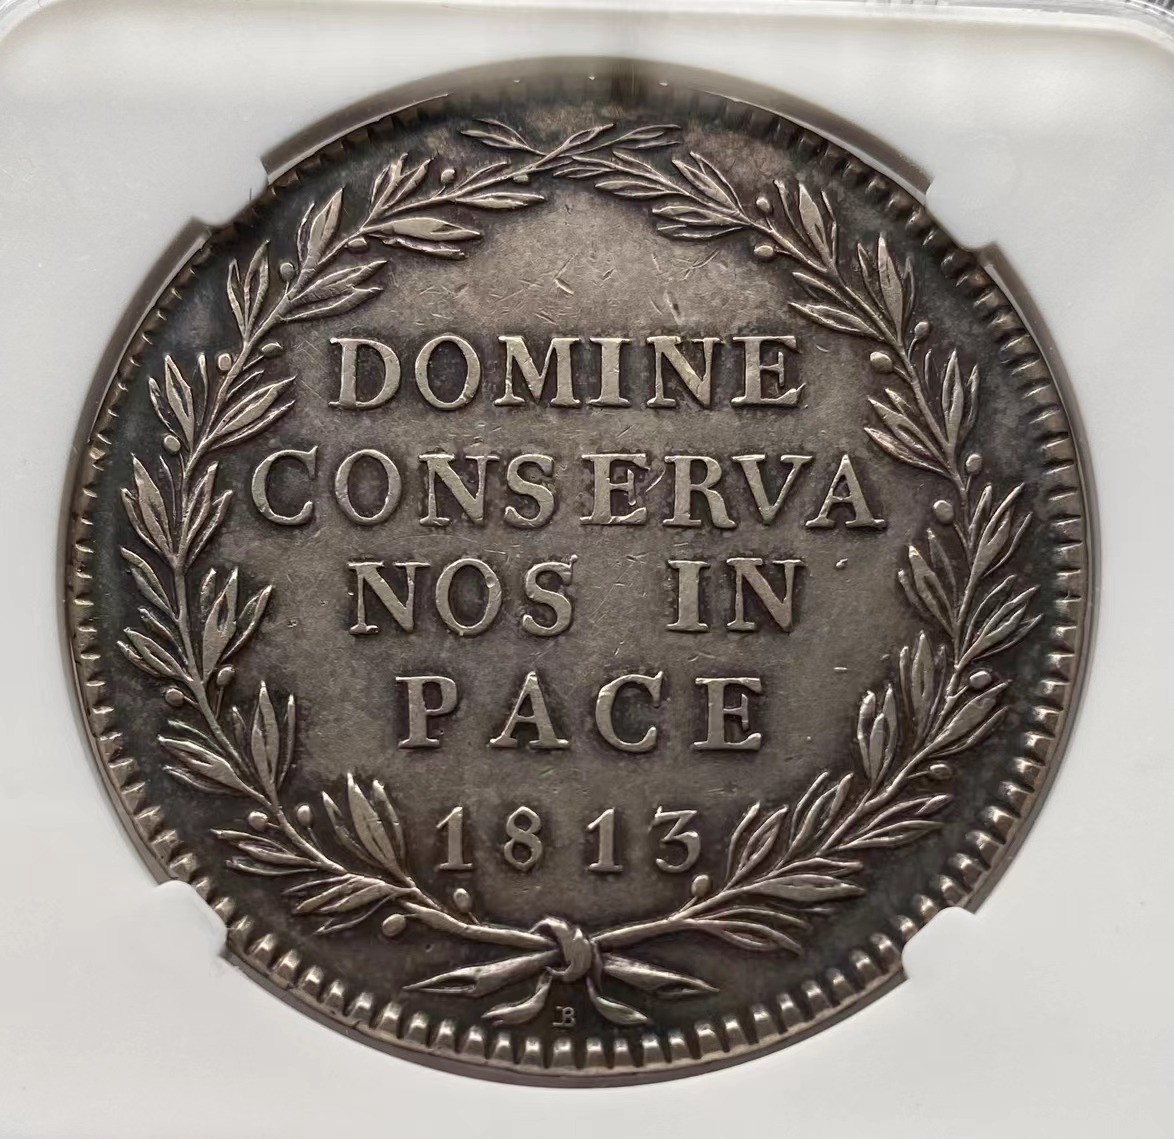 DOMINE
CONSERVA
NOS IN
PACE
1813
B